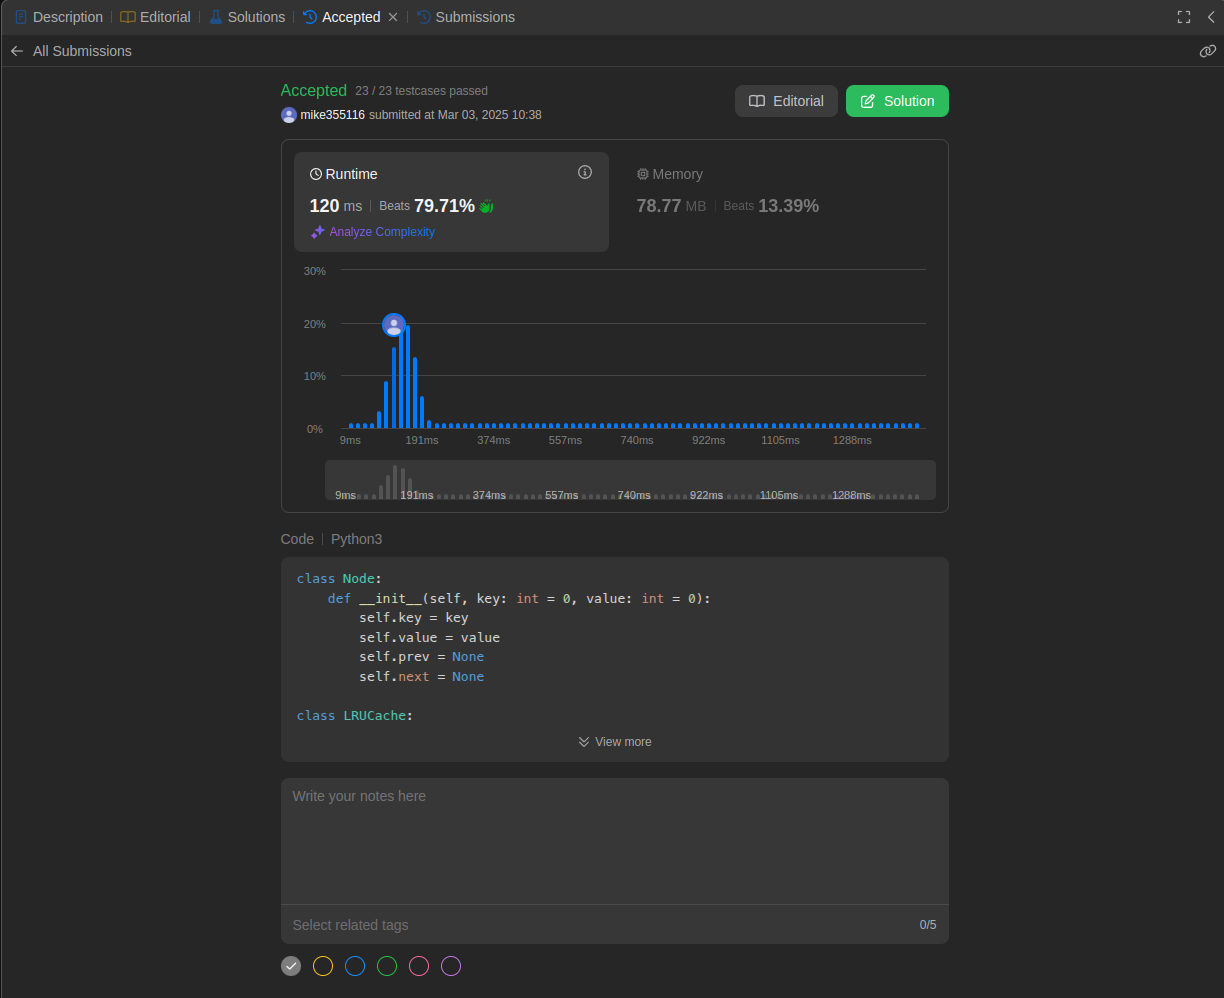 Description | Editorial | Solutions | Accepted × | Submissions
All Submissions
Accepted 23 / 23 testcases passed
mike355116 submitted at Mar 03, 2025 10:38
Editorial
Solution
Runtime
120 ms | Beats 79.71%
Analyze Complexity
Memory
78.77 MB | Beats 13.39%
30%
20%
10%
0%
9ms 191ms 374ms 557ms 740ms 922ms 1105ms 1288ms
9ms 191ms 374ms 557ms 740ms 922ms 1105ms 1288ms
Code | Python3
class Node:
    def __init__(self, key: int = 0, value: int = 0):
        self.key = key
        self.value = value
        self.prev = None
        self.next = None
class LRUCache:
View more
Write your notes here
Select related tags 0/5